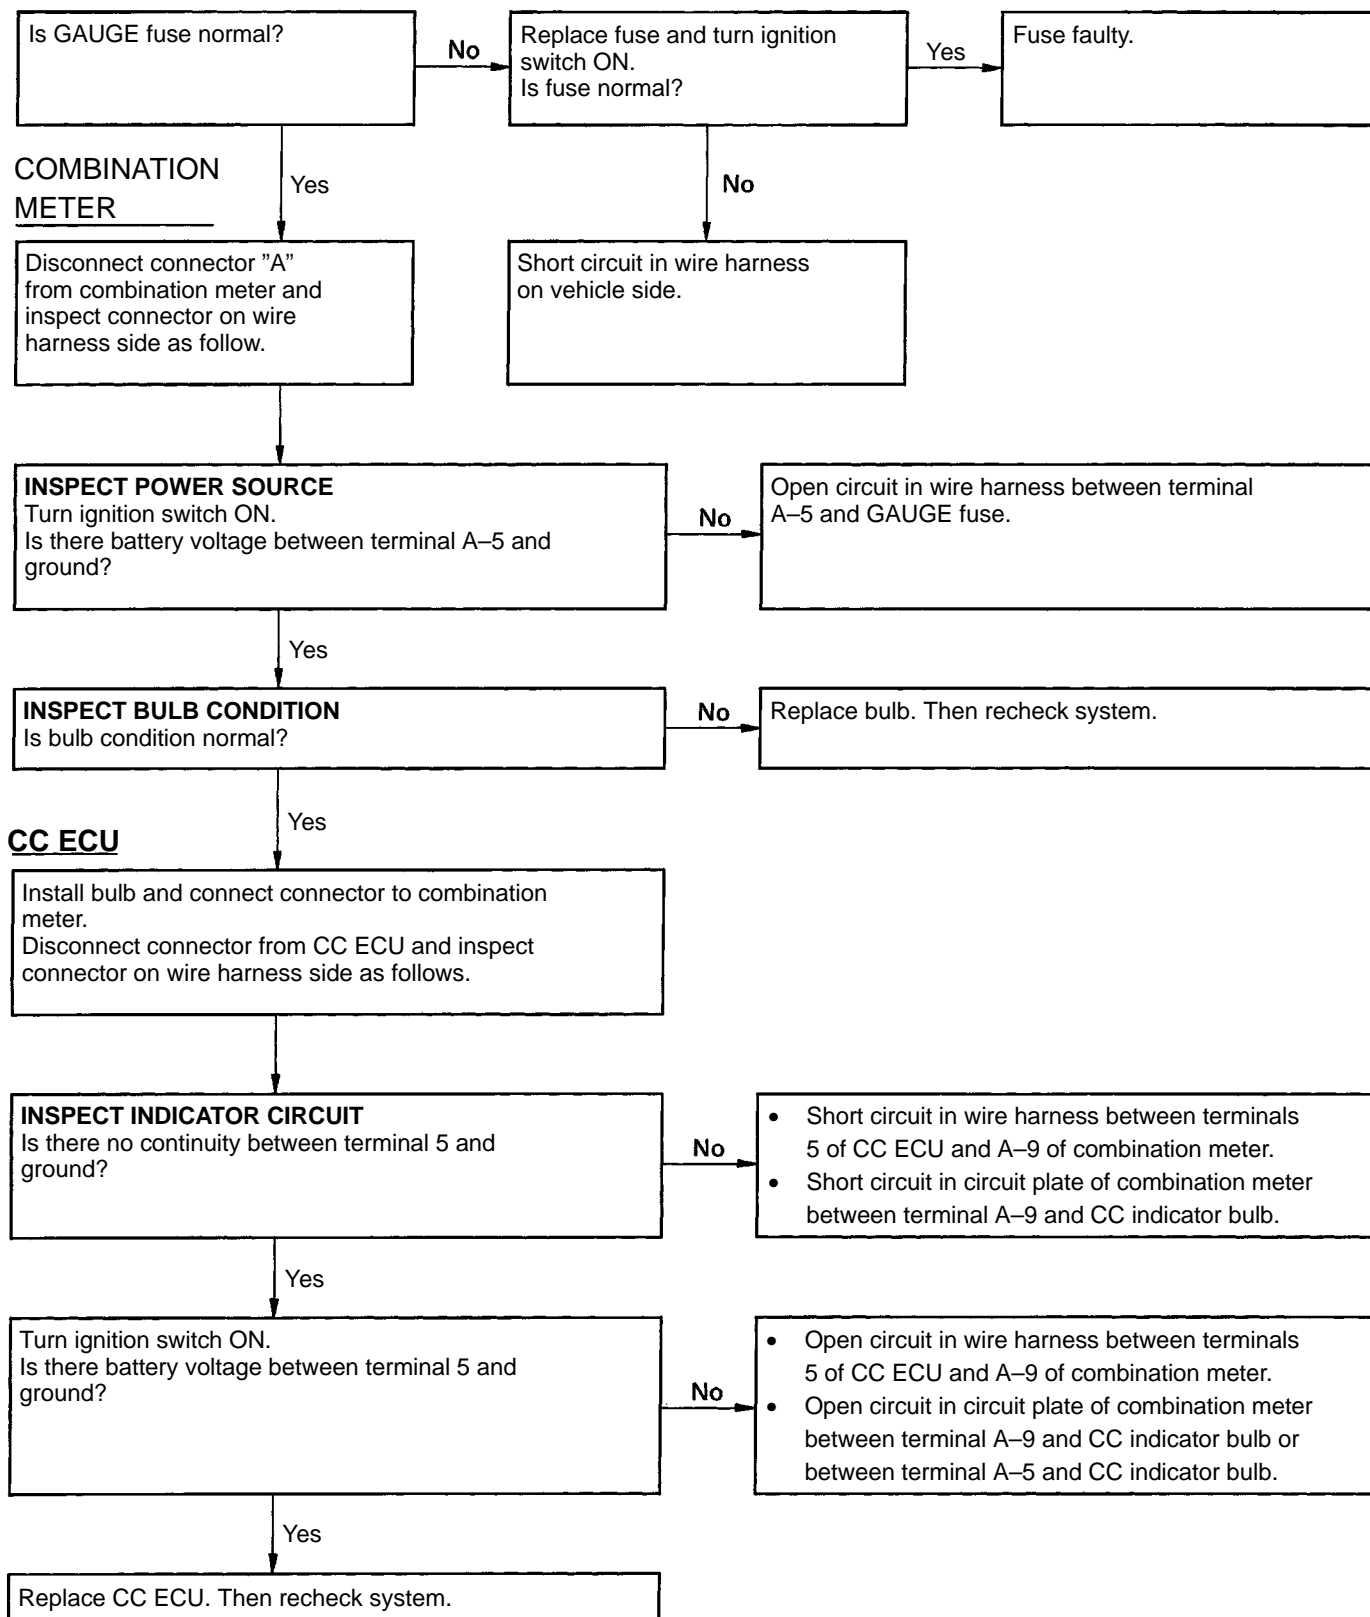 Is GAUGE fuse normal?
No
Replace fuse and turn ignition
switch ON.
Is fuse normal?
Yes
Fuse faulty.
COMBINATION
METER
Yes
No
Disconnect connector ”A”
from combination meter and
inspect connector on wire
harness side as follow.
Short circuit in wire harness
on vehicle side.
INSPECT POWER SOURCE
Turn ignition switch ON.
Is there battery voltage between terminal A–5 and
ground?
No
Open circuit in wire harness between terminal
A–5 and GAUGE fuse.
Yes
INSPECT BULB CONDITION
Is bulb condition normal?
No
Replace bulb. Then recheck system.
Yes
CC ECU
Install bulb and connect connector to combination
meter.
Disconnect connector from CC ECU and inspect
connector on wire harness side as follows.
INSPECT INDICATOR CIRCUIT
Is there no continuity between terminal 5 and
ground?
No
• Short circuit in wire harness between terminals
5 of CC ECU and A–9 of combination meter.
• Short circuit in circuit plate of combination meter
between terminal A–9 and CC indicator bulb.
Yes
Turn ignition switch ON.
Is there battery voltage between terminal 5 and
ground?
No
• Open circuit in wire harness between terminals
5 of CC ECU and A–9 of combination meter.
• Open circuit in circuit plate of combination meter
between terminal A–9 and CC indicator bulb or
between terminal A–5 and CC indicator bulb.
Yes
Replace CC ECU. Then recheck system.